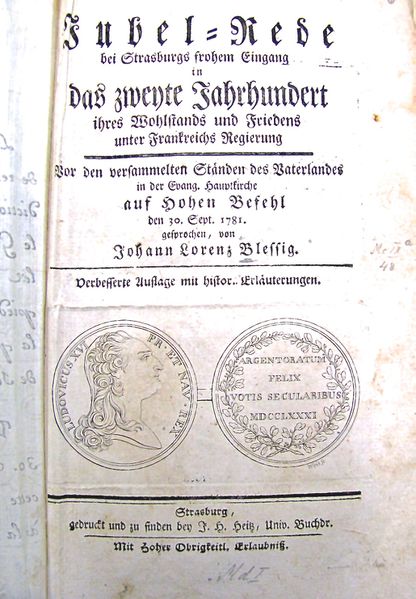 Jubel-Rede
bei Strasburgs frohem Eingang
in
das zweyte Jahrhundert
ihres Wohlstands und Friedens
unter Frankreichs Regierung
Vor den versammelten Ständen des Vaterlandes
in der Evang. Hauptkirche
auf Hohen Befehl
den 30. Sept. 1781.
gesprochen, von
Johann Lorenz Blessig.
Verbesserte Auflage mit histor. Erläuterungen.
LUDOVICUS XVI FR. ET NAV. REX
ARGENTORATUM
FELIX
VOTIS SECULARIBUS
MDCCLXXXI
Strasburg,
gedruckt und zu finden bey J. H. Heitz, Univ. Buchdr.
Mit Hoher Obrigkeitl. Erlaubniß.
Md I